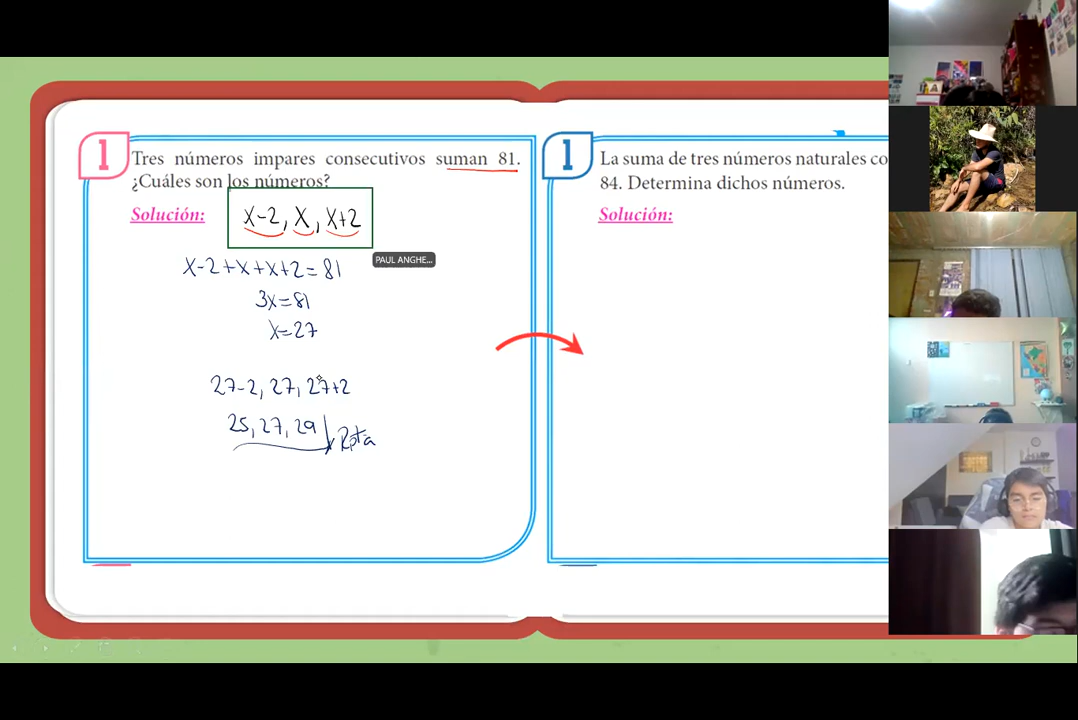 1
Tres números impares consecutivos suman 81.
¿Cuáles son los números?
Solución:
x-2, x, x+2
PAUL ANGHE...
x-2+x+x+2=81
3x=81
x=27
27-2, 27, 27+2
25, 27, 29
Rpta
1
La suma de tres números naturales co
84. Determina dichos números.
Solución: